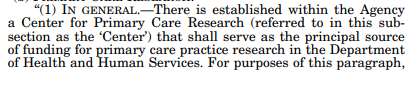 “(1) IN GENERAL.—There is established within the Agency
a Center for Primary Care Research (referred to in this sub-
section as the ‘Center’) that shall serve as the principal source
of funding for primary care practice research in the Department
of Health and Human Services. For purposes of this paragraph,